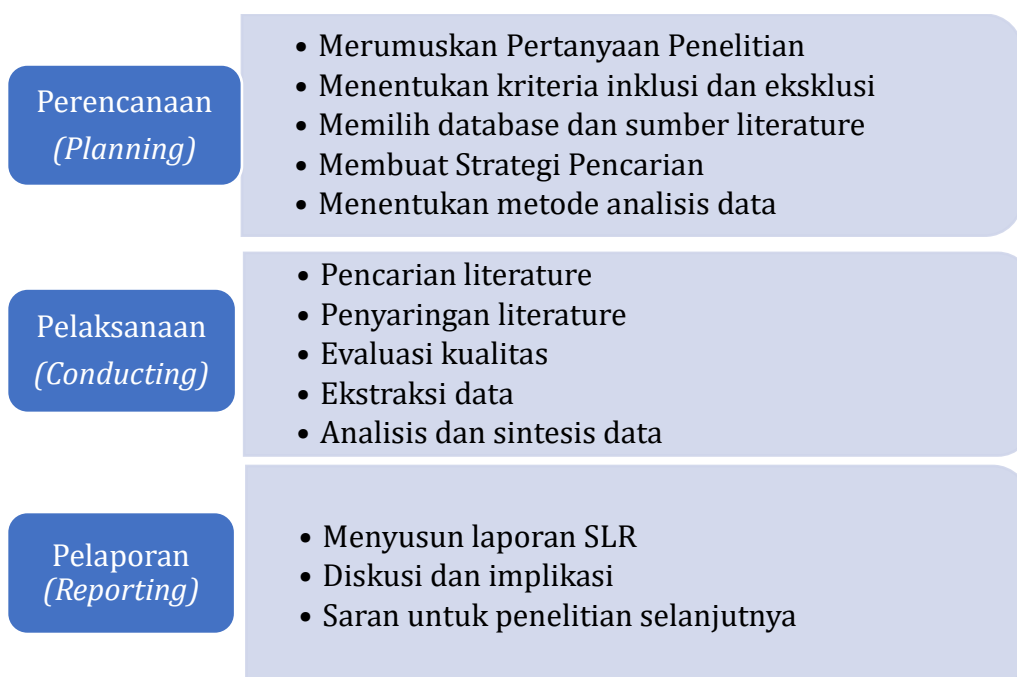 Perencanaan
(Planning)
• Merumuskan Pertanyaan Penelitian
• Menentukan kriteria inklusi dan eksklusi
• Memilih database dan sumber literature
• Membuat Strategi Pencarian
• Menentukan metode analisis data
Pelaksanaan
(Conducting)
• Pencarian literature
• Penyaringan literature
• Evaluasi kualitas
• Ekstraksi data
• Analisis dan sintesis data
Pelaporan
(Reporting)
• Menyusun laporan SLR
• Diskusi dan implikasi
• Saran untuk penelitian selanjutnya